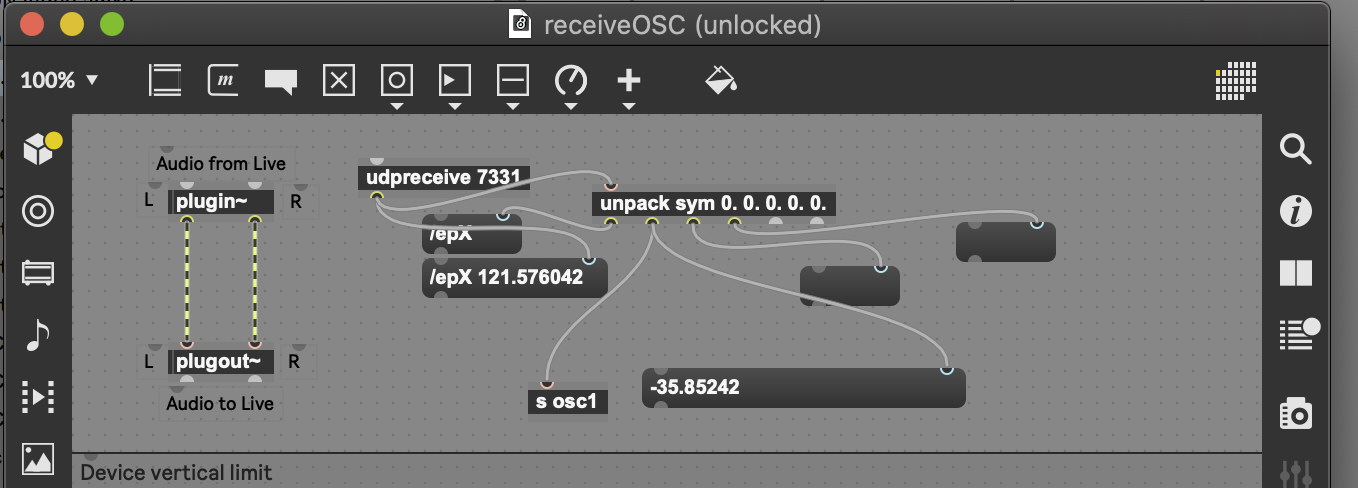 receiveOSC (unlocked)
100%
m
Audio from Live
L
plugin~
R
udpreceive 7331
unpack sym 0. 0. 0. 0. 0.
/epX
/epX 121.576042
L
plugout~
R
Audio to Live
s osc1
-35.85242
Device vertical limit